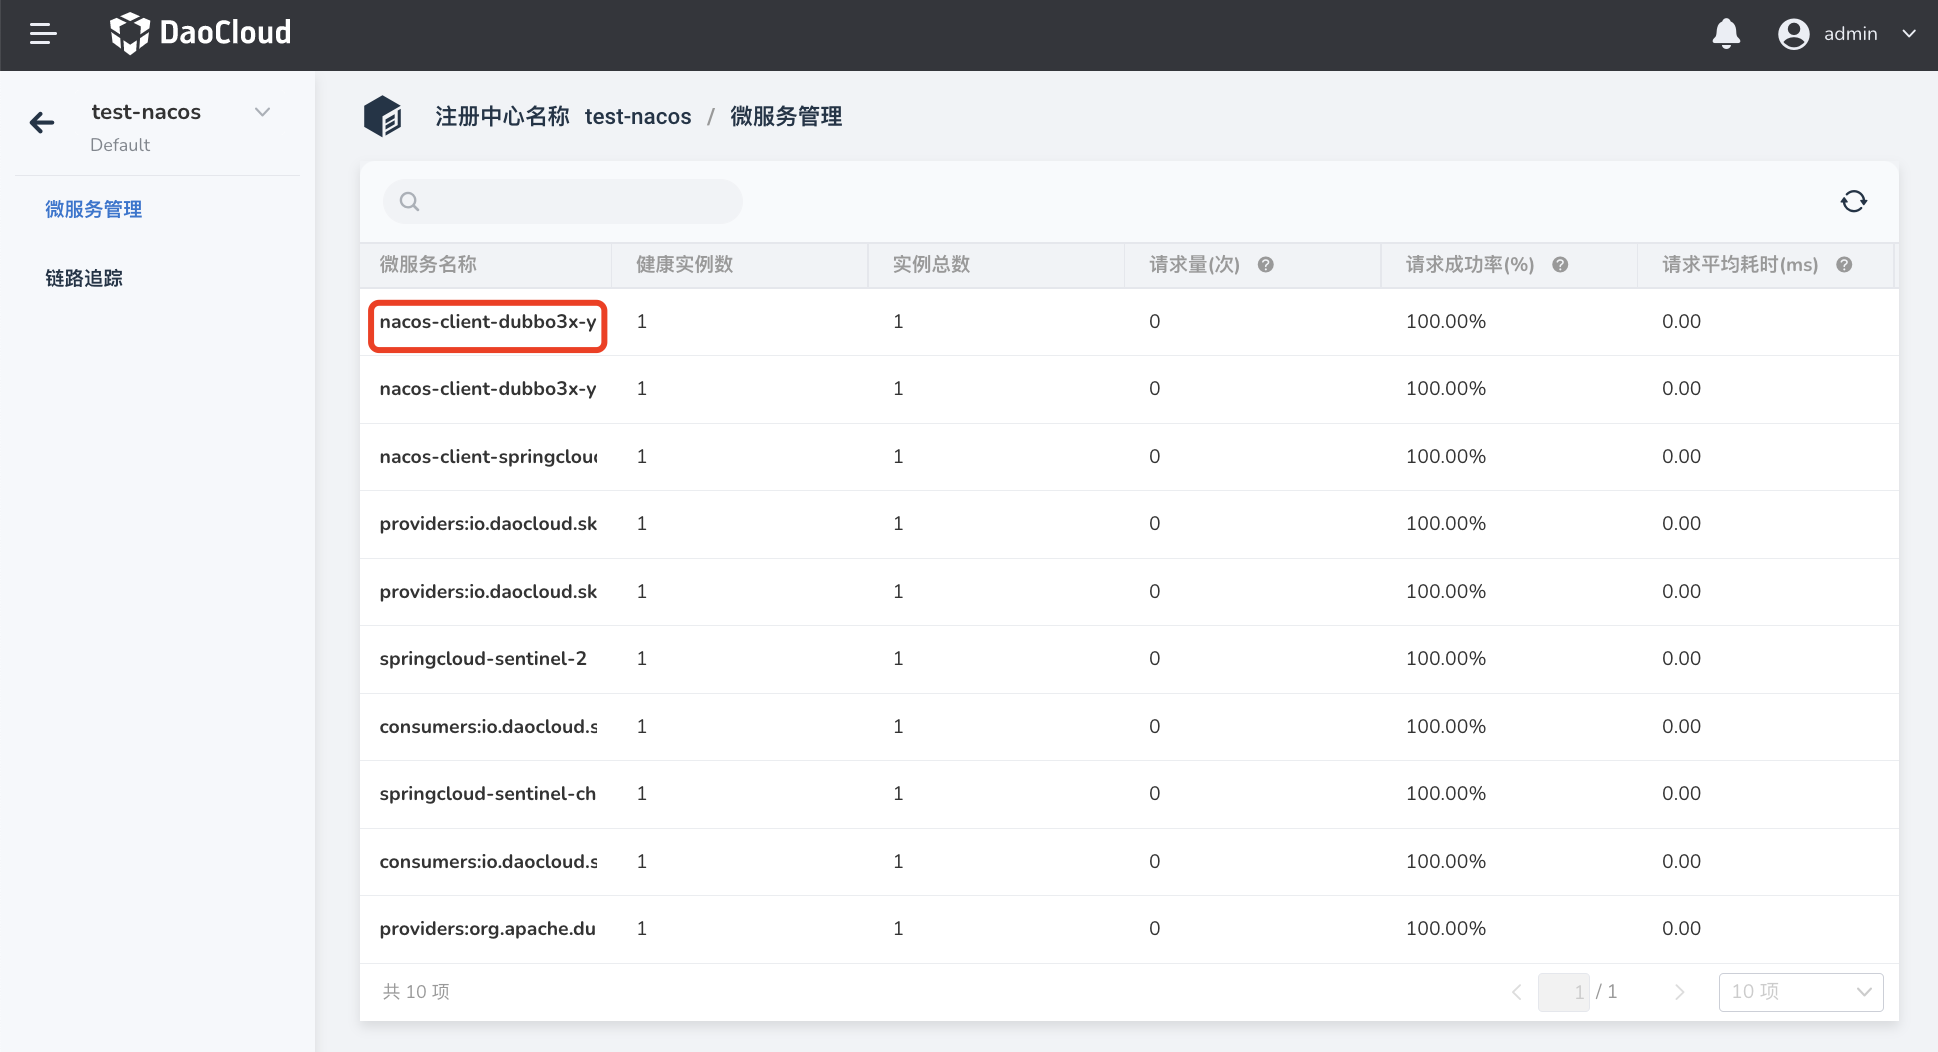 DaoCloud
admin
test-nacos
Default
微服务管理
链路追踪
注册中心名称 test-nacos / 微服务管理
微服务名称 健康实例数 实例总数 请求量(次) 请求成功率(%) 请求平均耗时(ms)
nacos-client-dubbo3x-y 1 1 0 100.00% 0.00
nacos-client-dubbo3x-y 1 1 0 100.00% 0.00
nacos-client-springclou 1 1 0 100.00% 0.00
providers:io.daocloud.sk 1 1 0 100.00% 0.00
providers:io.daocloud.sk 1 1 0 100.00% 0.00
springcloud-sentinel-2 1 1 0 100.00% 0.00
consumers:io.daocloud.s 1 1 0 100.00% 0.00
springcloud-sentinel-ch 1 1 0 100.00% 0.00
consumers:io.daocloud.s 1 1 0 100.00% 0.00
providers:org.apache.du 1 1 0 100.00% 0.00
共 10 项 1 / 1 10 项